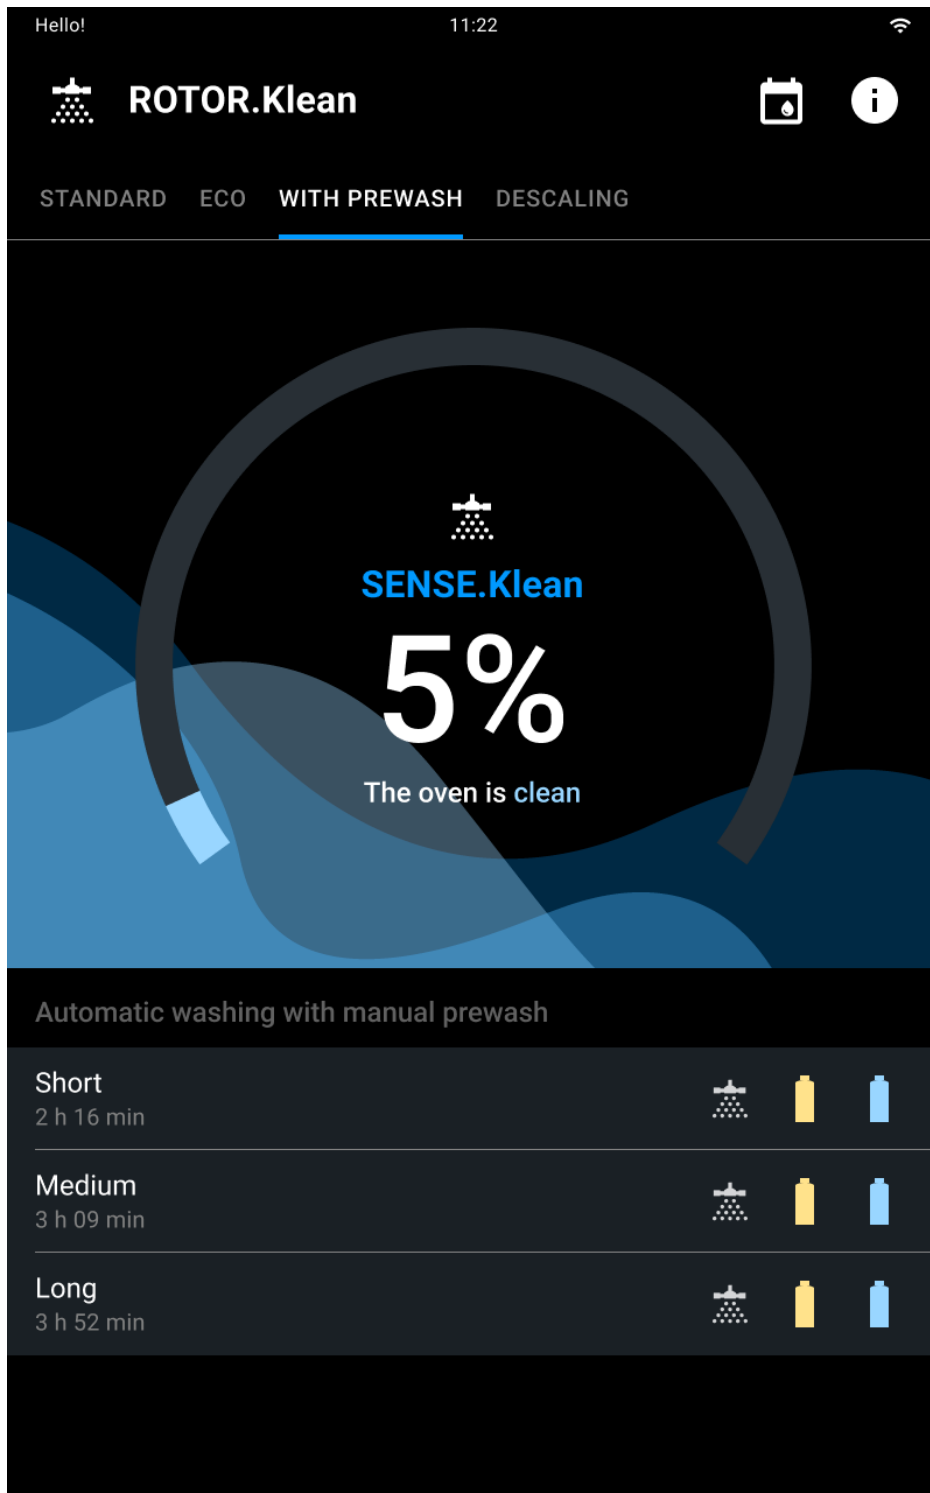 Hello!
11:22
ROTOR.Klean
STANDARD ECO WITH PREWASH DESCALING
SENSE.Klean
5%
The oven is clean
Automatic washing with manual prewash
Short
2 h 16 min
Medium
3 h 09 min
Long
3 h 52 min